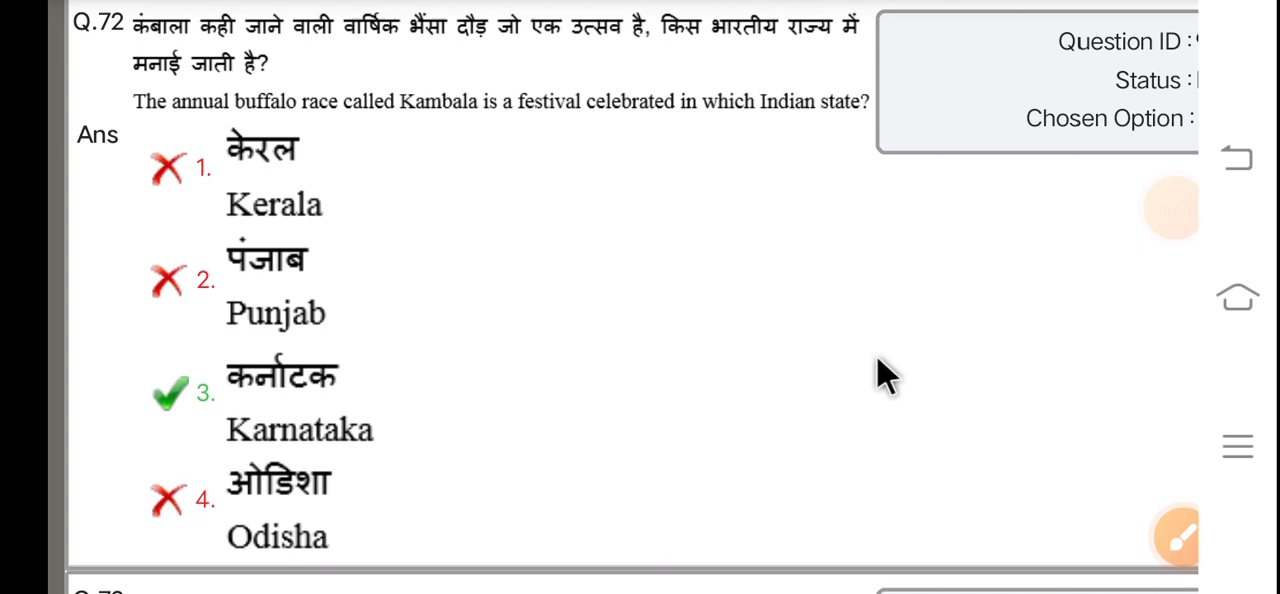 Q.72 कंबाला कही जाने वाली वार्षिक भैंसा दौड़ जो एक उत्सव है, किस भारतीय राज्य में
मनाई जाती है?
The annual buffalo race called Kambala is a festival celebrated in which Indian state?
Question ID :
Status :
Chosen Option :
Ans
1. केरल
Kerala
2. पंजाब
Punjab
3. कर्नाटक
Karnataka
4. ओडिशा
Odisha